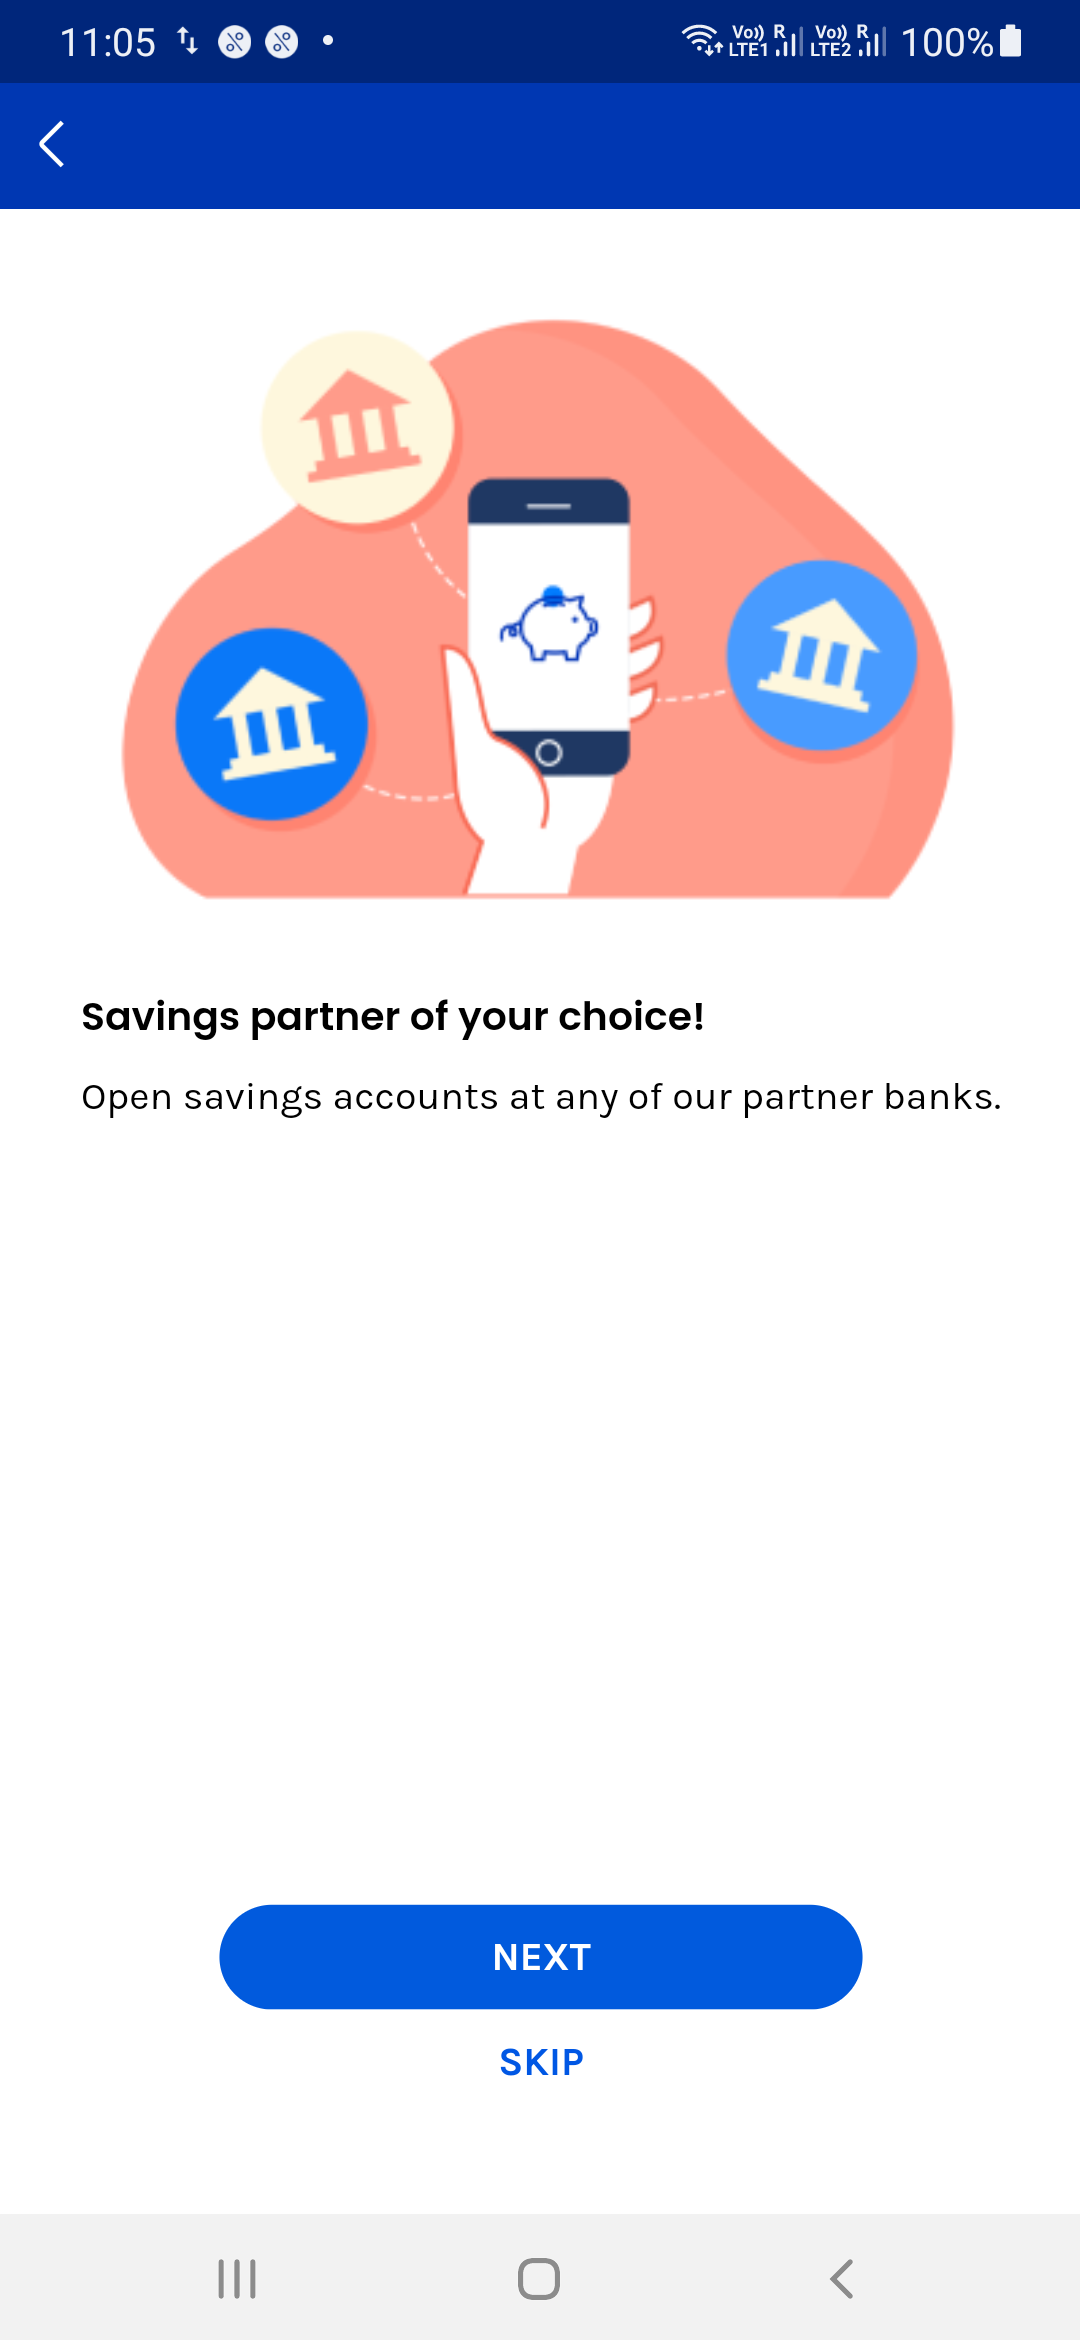 11:05 Vo)) R Vo)) R 100%
LTE1 LTE2
Savings partner of your choice!
Open savings accounts at any of our partner banks.
NEXT
SKIP